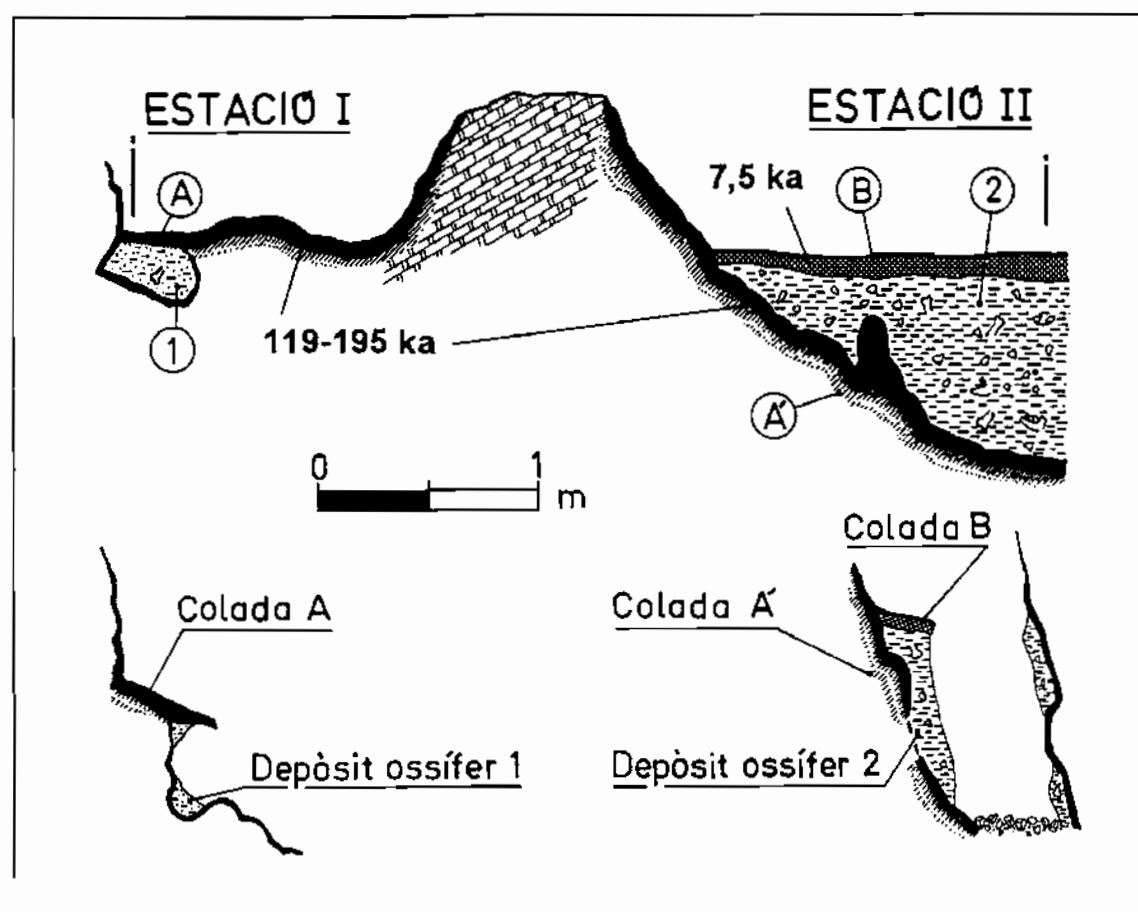 ESTACIÓ I
ESTACIÓ II
i
A
7,5 ka
B
2
i
1
119-195 ka
A´
0 1
m
Colada B
Colada A
Colada A´
Depòsit ossífer 1
Depòsit ossífer 2